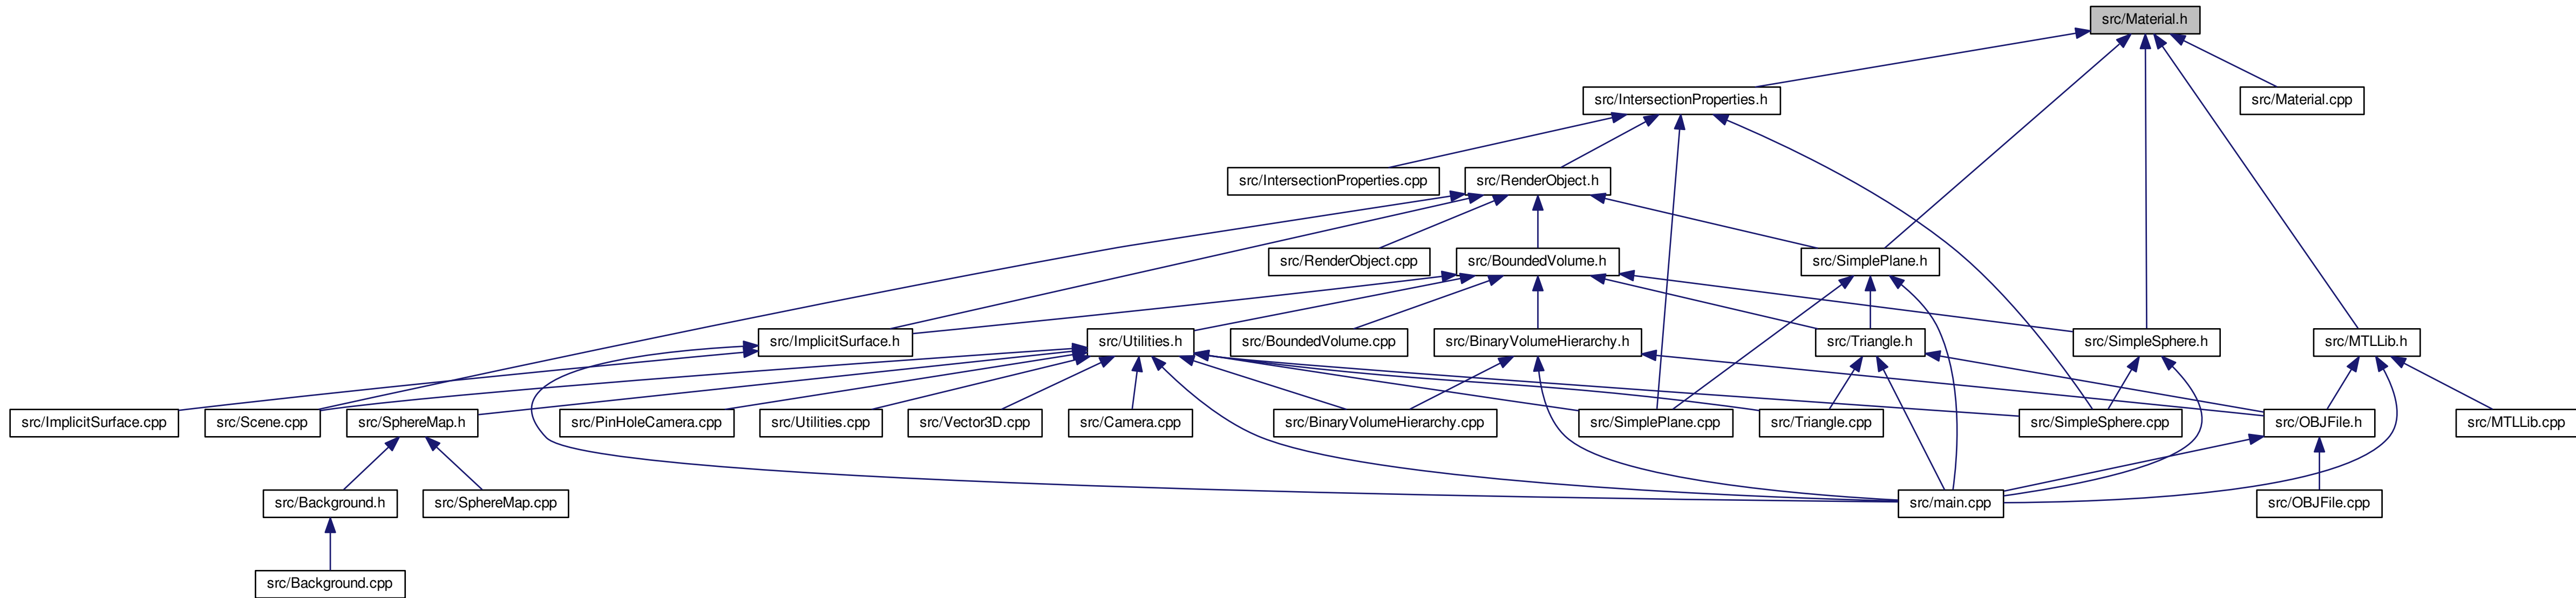 src/Material.h
src/IntersectionProperties.h
src/Material.cpp
src/IntersectionProperties.cpp
src/RenderObject.h
src/RenderObject.cpp
src/BoundedVolume.h
src/SimplePlane.h
src/ImplicitSurface.h
src/Utilities.h
src/BoundedVolume.cpp
src/BinaryVolumeHierarchy.h
src/Triangle.h
src/SimpleSphere.h
src/MTLLib.h
src/ImplicitSurface.cpp
src/Scene.cpp
src/SphereMap.h
src/PinHoleCamera.cpp
src/Utilities.cpp
src/Vector3D.cpp
src/Camera.cpp
src/BinaryVolumeHierarchy.cpp
src/SimplePlane.cpp
src/Triangle.cpp
src/SimpleSphere.cpp
src/OBJFile.h
src/MTLLib.cpp
src/Background.h
src/SphereMap.cpp
src/main.cpp
src/OBJFile.cpp
src/Background.cpp